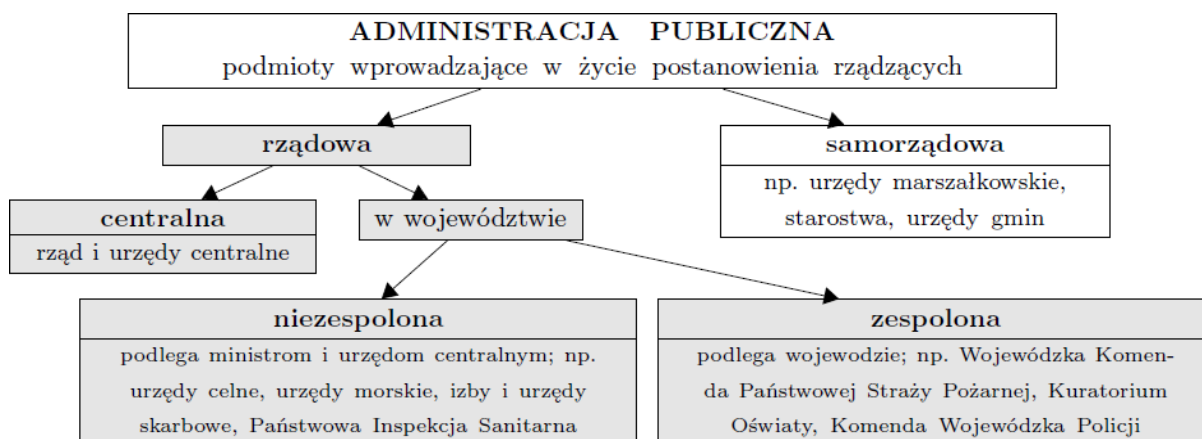 ADMINISTRACJA PUBLICZNA
podmioty wprowadzające w życie postanowienia rządzących
rządowa
samorządowa
np. urzędy marszałkowskie,
starostwa, urzędy gmin
centralna
rząd i urzędy centralne
w województwie
niezespolona
podlega ministrom i urzędom centralnym; np.
urzędy celne, urzędy morskie, izby i urzędy
skarbowe, Państwowa Inspekcja Sanitarna
zespolona
podlega wojewodzie; np. Wojewódzka Komen-
da Państwowej Straży Pożarnej, Kuratorium
Oświaty, Komenda Wojewódzka Policji